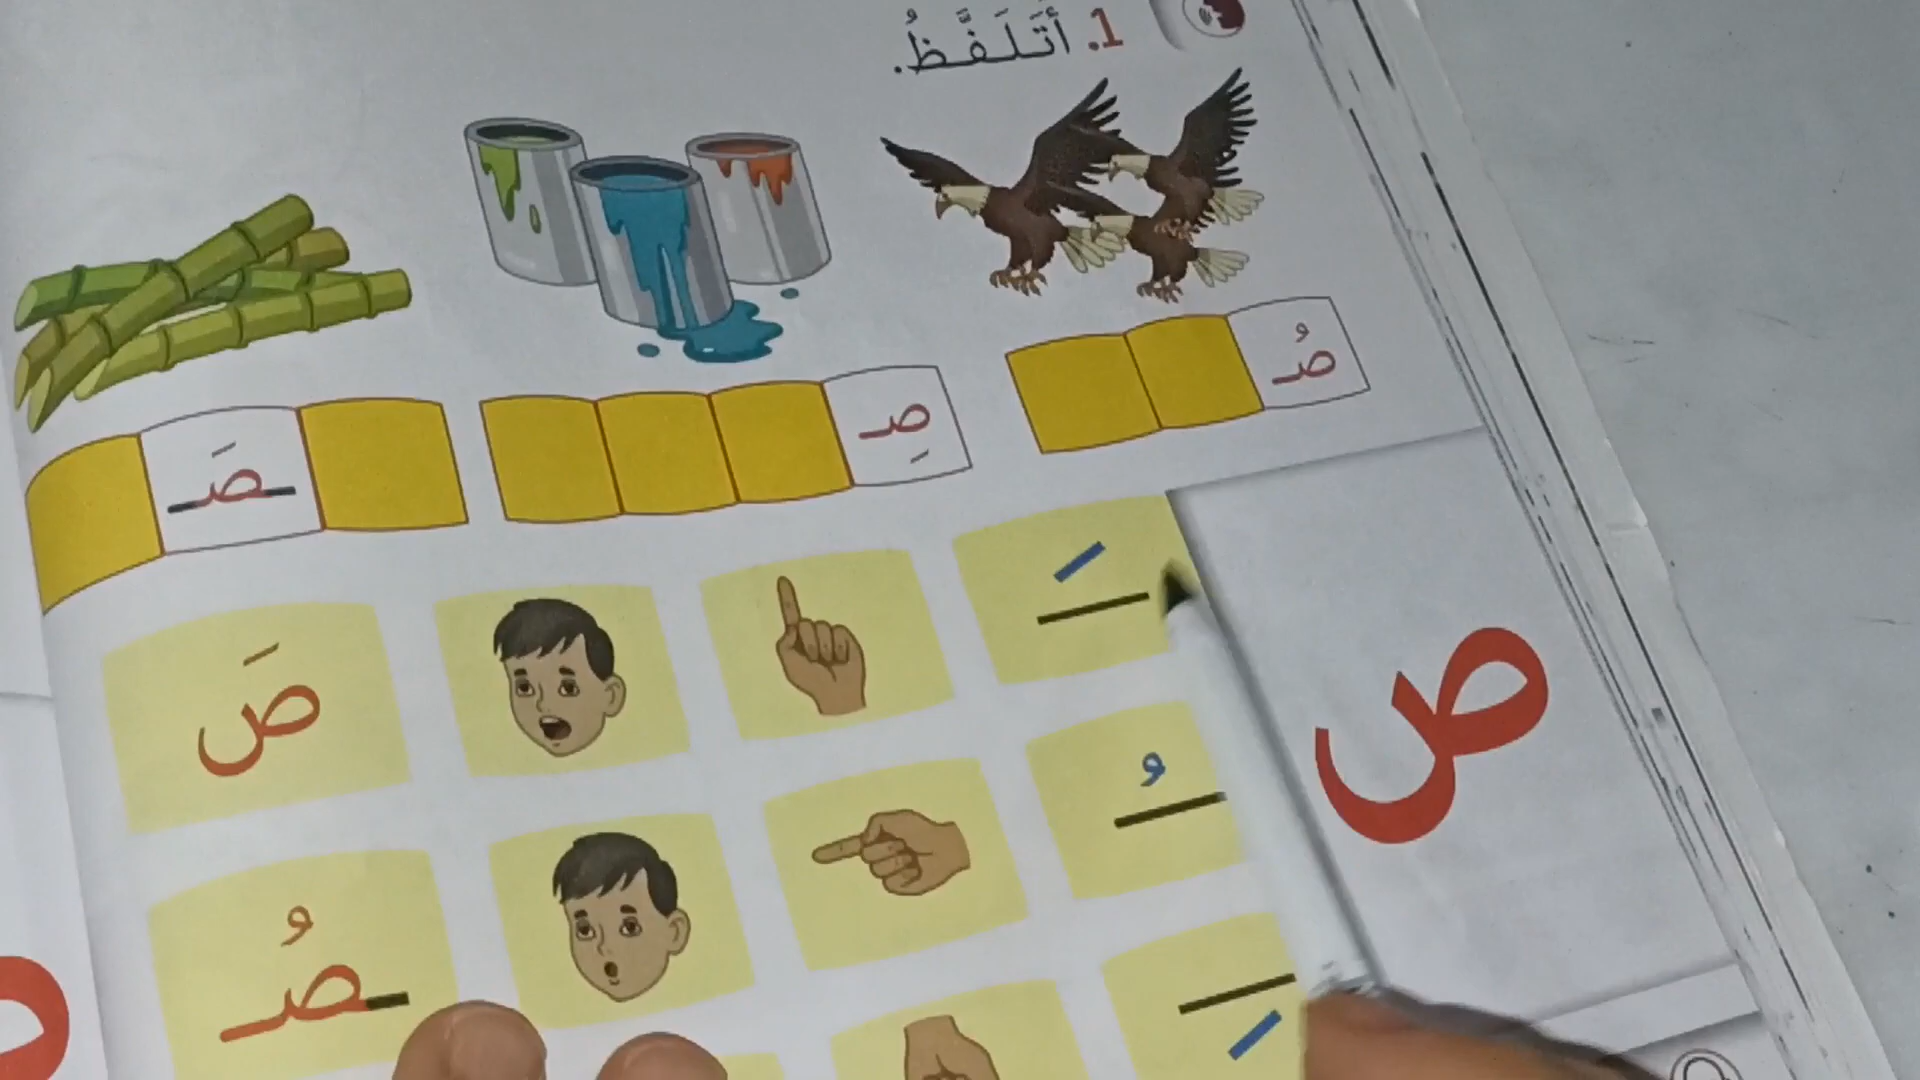 1. أَتَلَفَّظُ.
صُـ
صِـ
ـصَـ
ص
صَ
ـصُـ